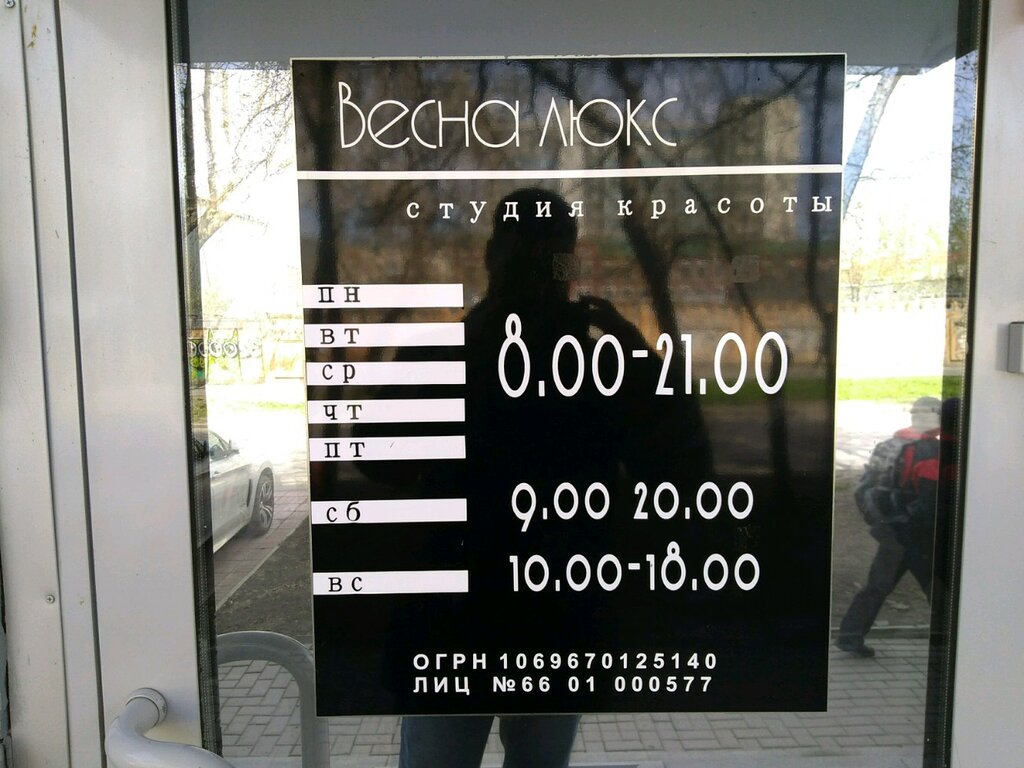 Весна люкс
студия красоты
пн
вт
ср
чт
пт
8.00-21.00
сб 9.00 20.00
вс 10.00-18.00
ОГРН 1069670125140
ЛИЦ №66 01 000577